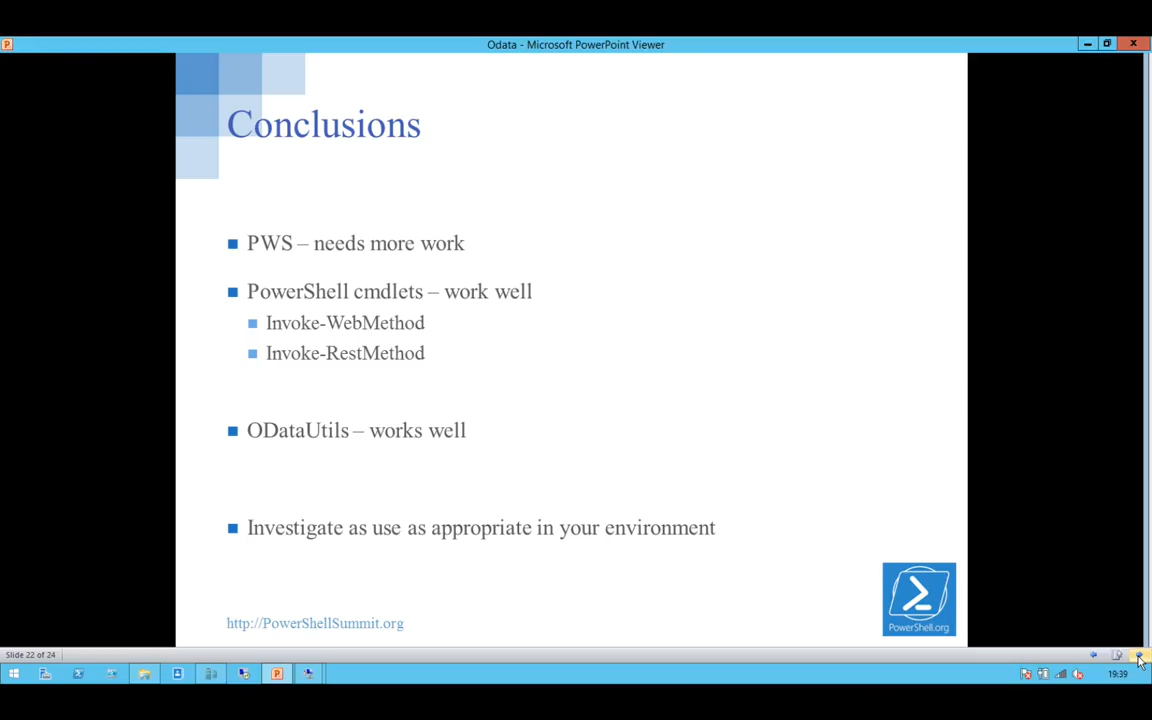 Odata - Microsoft PowerPoint Viewer
Conclusions
PWS – needs more work
PowerShell cmdlets – work well
Invoke-WebMethod
Invoke-RestMethod
ODataUtils – works well
Investigate as use as appropriate in your environment
http://PowerShellSummit.org
PowerShell.org
Slide 22 of 24
19:39